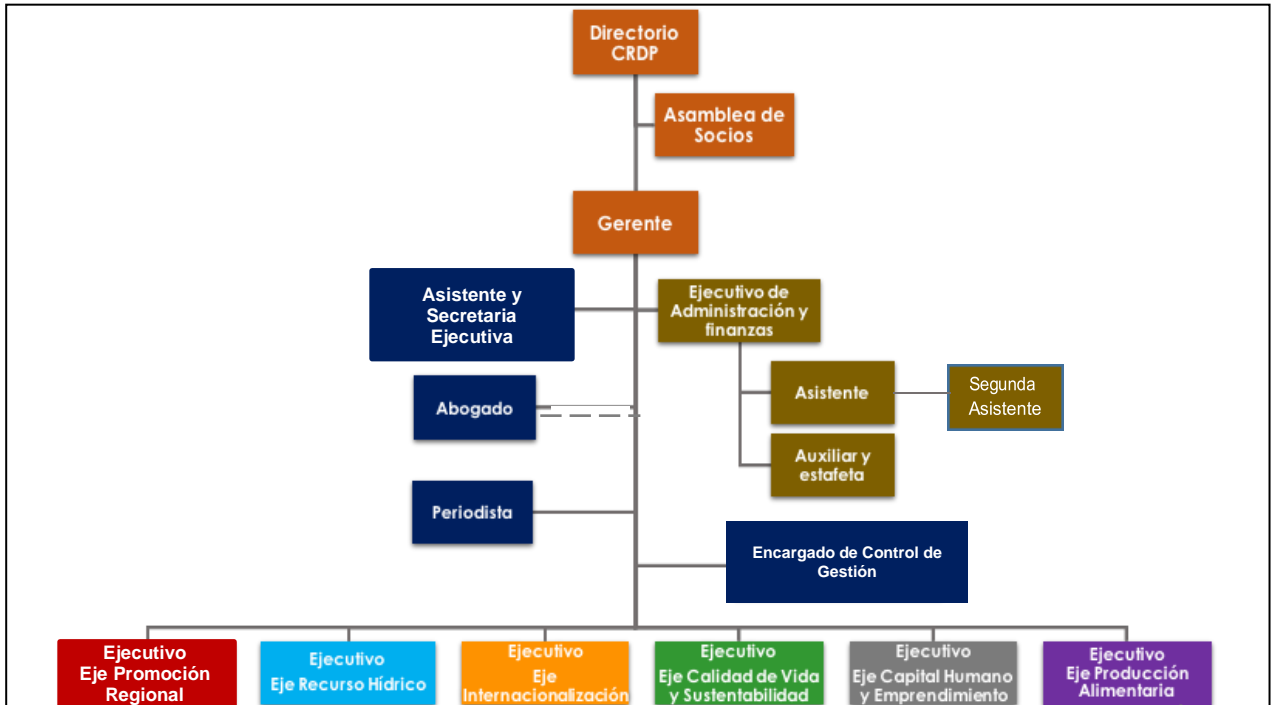 Directorio
CRDP
Asamblea de
Socios
Gerente
Asistente y
Secretaria
Ejecutiva
Ejecutivo de
Administración y
finanzas
Abogado
Asistente
Segunda
Asistente
Auxiliar y
estafeta
Periodista
Encargado de Control de
Gestión
Ejecutivo
Eje Promoción
Regional
Ejecutivo
Eje Recurso Hídrico
Ejecutivo
Eje
Internacionalización
Ejecutivo
Eje Calidad de Vida
y Sustentabilidad
Ejecutivo
Eje Capital Humano
y Emprendimiento
Ejecutivo
Eje Producción
Alimentaria